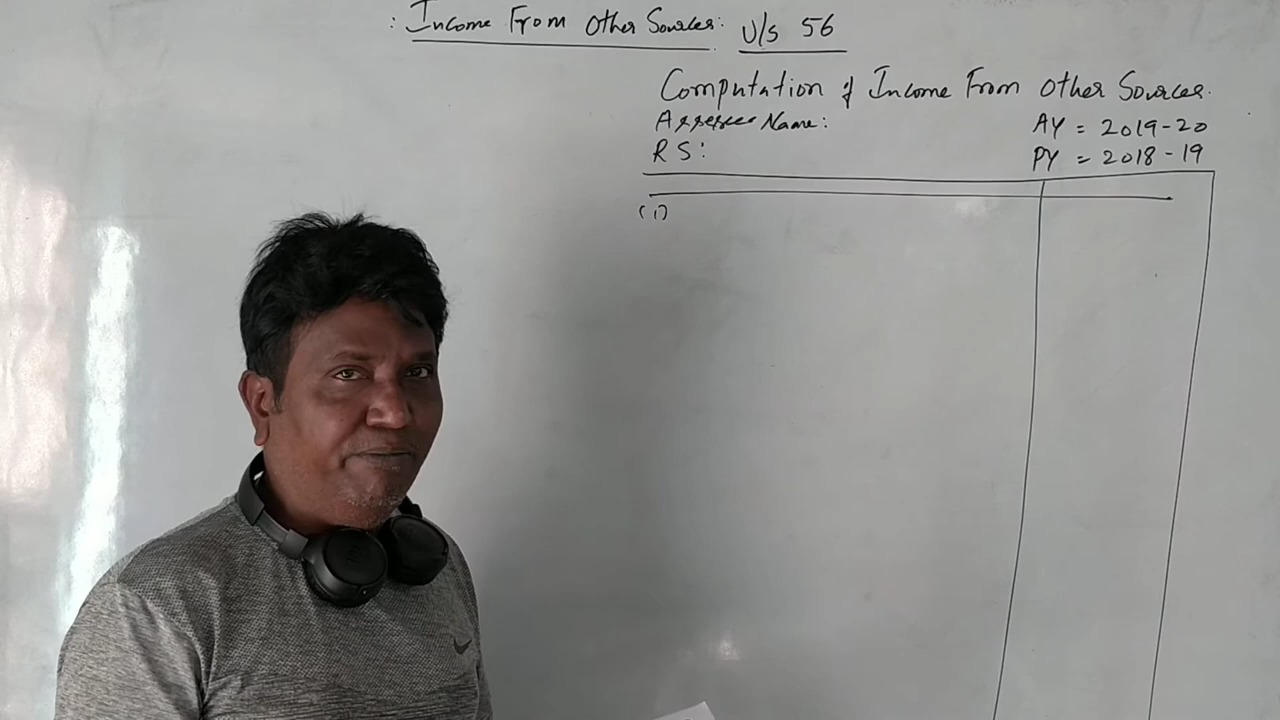 : Income From Other Sources: U/S 56
Computation of Income From Other Sources.
Assessee Name: AY = 2019-20
RS: PY = 2018-19
(1)